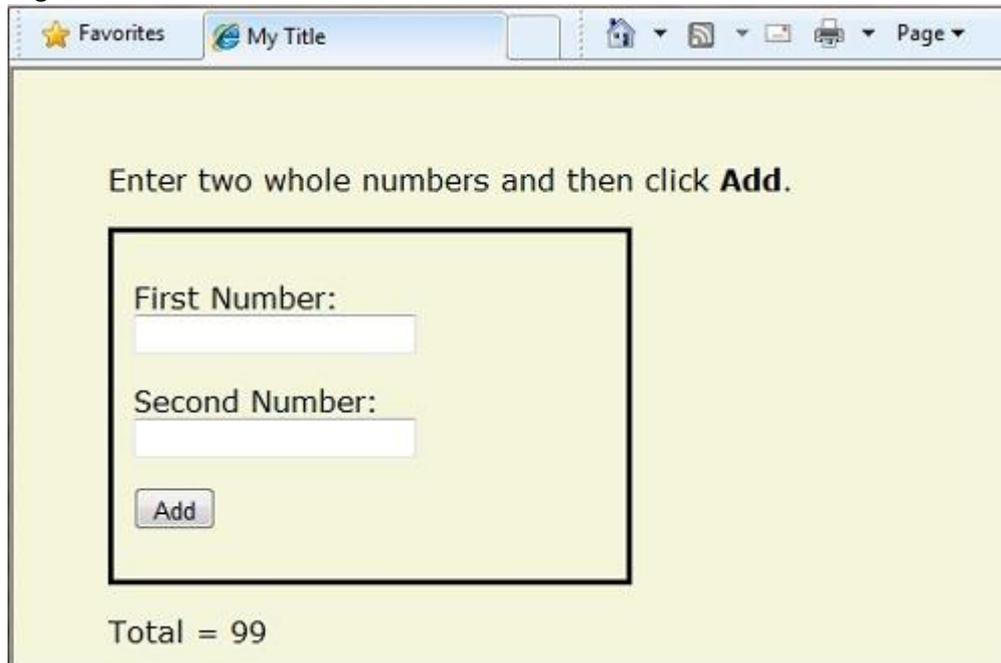 Favorites My Title Page
Enter two whole numbers and then click Add.
First Number:
Second Number:
Add
Total = 99